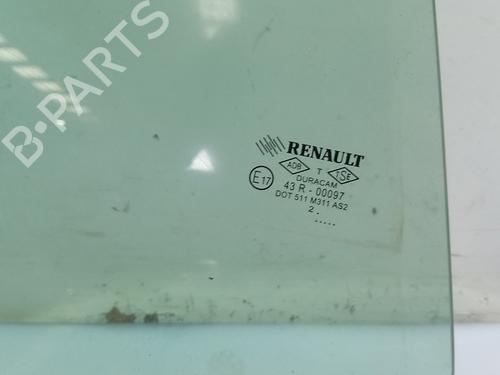 B-PARTS
RENAULT
ADB T TSE
DURACAM
E17 43 R - 00097
DOT 511 M311 AS2
2 .
.....